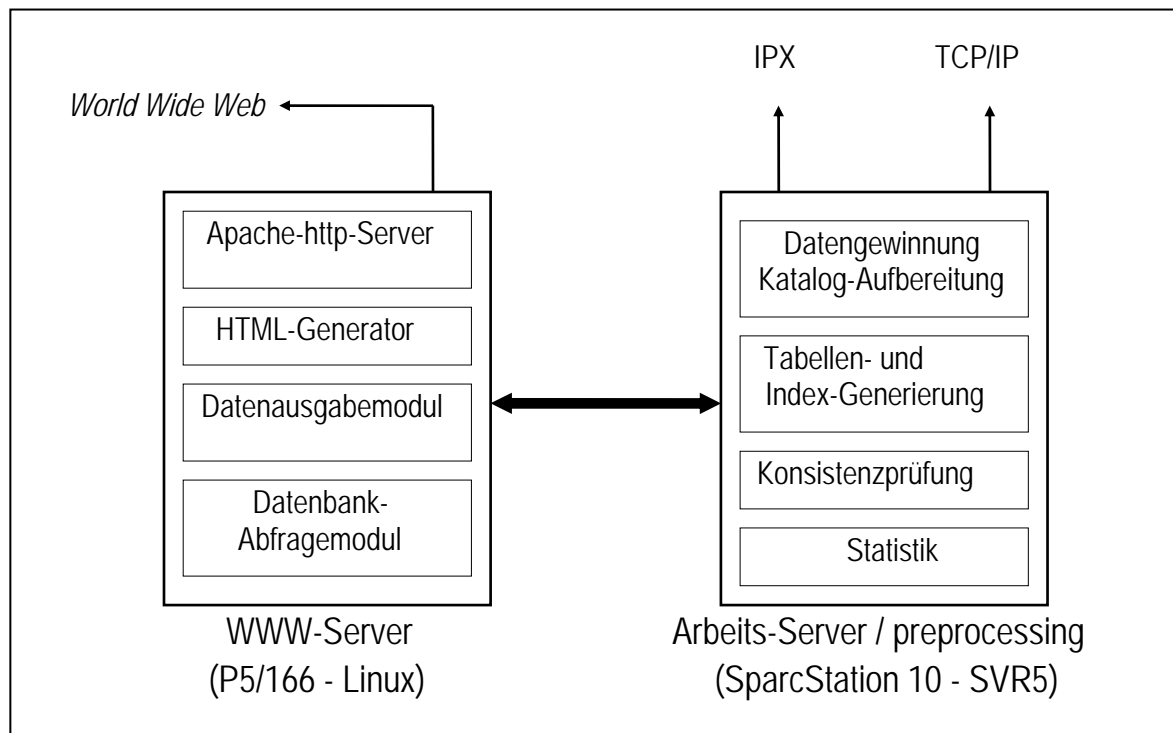 IPX
TCP/IP
World Wide Web
Apache-http-Server
HTML-Generator
Datenausgabemodul
Datenbank-
Abfragemodul
WWW-Server
(P5/166 - Linux)
Datengewinnung
Katalog-Aufbereitung
Tabellen- und
Index-Generierung
Konsistenzprüfung
Statistik
Arbeits-Server / preprocessing
(SparcStation 10 - SVR5)